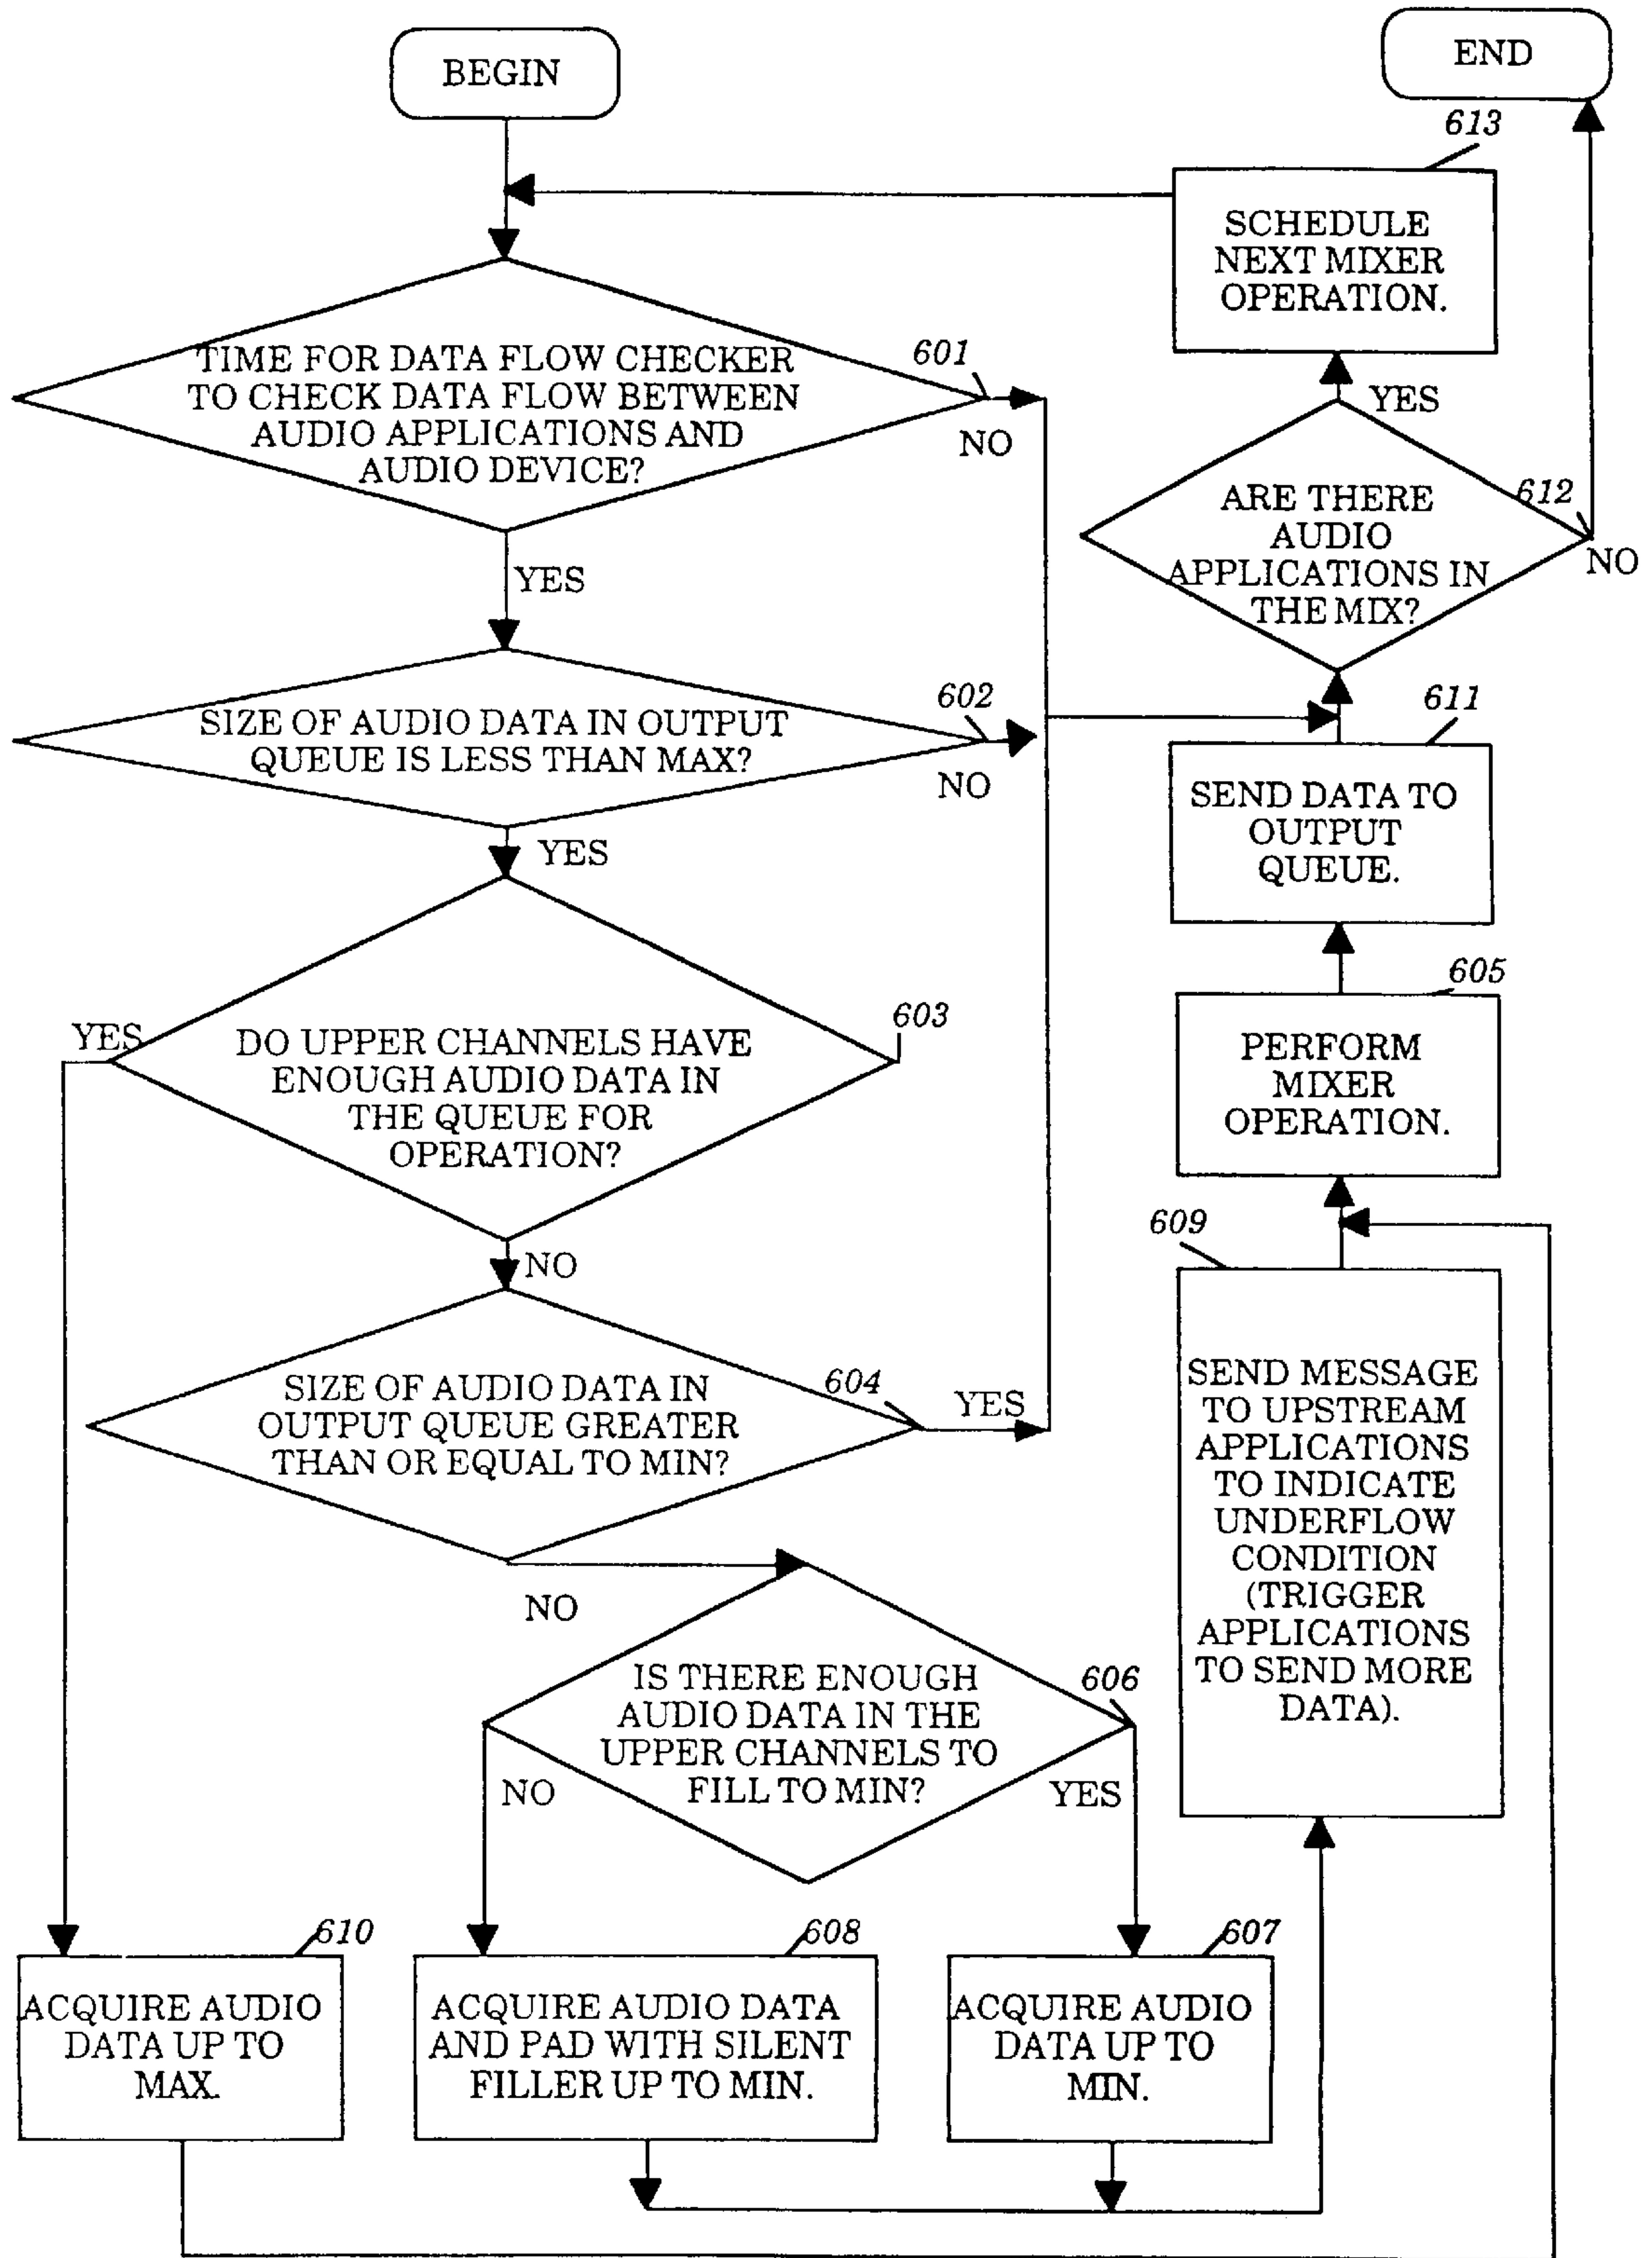 BEGIN
END
613
SCHEDULE
NEXT MIXER
OPERATION.
TIME FOR DATA FLOW CHECKER
TO CHECK DATA FLOW BETWEEN
AUDIO APPLICATIONS AND
AUDIO DEVICE?
601
NO
YES
YES
612
ARE THERE
AUDIO
APPLICATIONS IN
THE MIX?
NO
SIZE OF AUDIO DATA IN OUTPUT
QUEUE IS LESS THAN MAX?
602
NO
YES
611
SEND DATA TO
OUTPUT
QUEUE.
603
YES
DO UPPER CHANNELS HAVE
ENOUGH AUDIO DATA IN
THE QUEUE FOR
OPERATION?
NO
605
PERFORM
MIXER
OPERATION.
604
SIZE OF AUDIO DATA IN
OUTPUT QUEUE GREATER
THAN OR EQUAL TO MIN?
YES
NO
609
SEND MESSAGE
TO UPSTREAM
APPLICATIONS
TO INDICATE
UNDERFLOW
CONDITION
(TRIGGER
APPLICATIONS
TO SEND MORE
DATA).
606
IS THERE ENOUGH
AUDIO DATA IN THE
UPPER CHANNELS TO
FILL TO MIN?
NO
YES
610
ACQUIRE AUDIO
DATA UP TO
MAX.
608
ACQUIRE AUDIO DATA
AND PAD WITH SILENT
FILLER UP TO MIN.
607
ACQUIRE AUDIO
DATA UP TO
MIN.